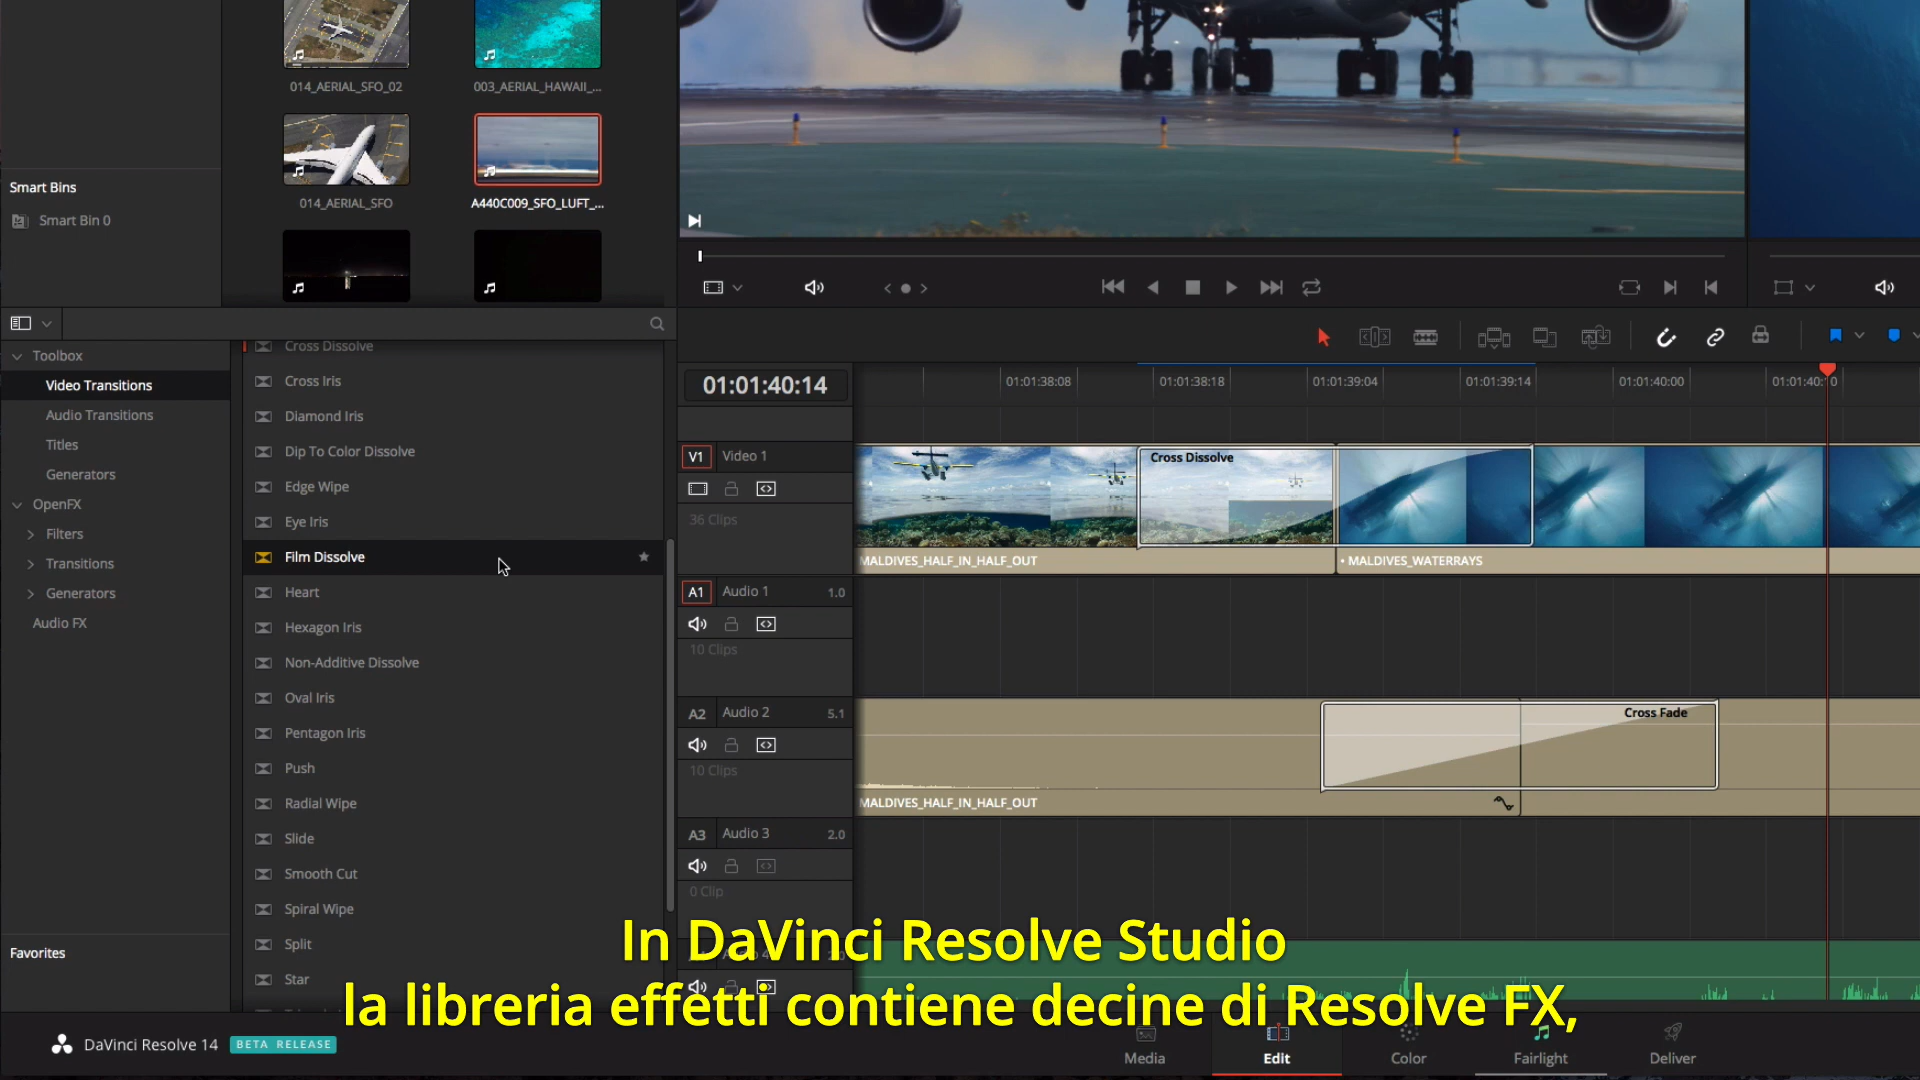 014_AERIAL_SFO_02
003_AERIAL_HAWAII_...
014_AERIAL_SFO
A440C009_SFO_LUFT_...
Smart Bins
Smart Bin 0
Toolbox
Video Transitions
Audio Transitions
Titles
Generators
OpenFX
Filters
Transitions
Generators
Audio FX
Favorites
Cross Dissolve
Cross Iris
Diamond Iris
Dip To Color Dissolve
Edge Wipe
Eye Iris
Film Dissolve
Heart
Hexagon Iris
Non-Additive Dissolve
Oval Iris
Pentagon Iris
Push
Radial Wipe
Slide
Smooth Cut
Spiral Wipe
Split
Star
01:01:40:14
01:01:38:08
01:01:38:18
01:01:39:04
01:01:39:14
01:01:40:00
V1 Video 1
36 Clips
Cross Dissolve
MALDIVES_HALF_IN_HALF_OUT
• MALDIVES_WATERRAYS
A1 Audio 1 1.0
10 Clips
A2 Audio 2 5.1
10 Clips
Cross Fade
MALDIVES_HALF_IN_HALF_OUT
A3 Audio 3 2.0
0 Clip
In DaVinci Resolve Studio
la libreria effetti contiene decine di Resolve FX,
DaVinci Resolve 14 BETA RELEASE
Media
Edit
Color
Fairlight
Deliver